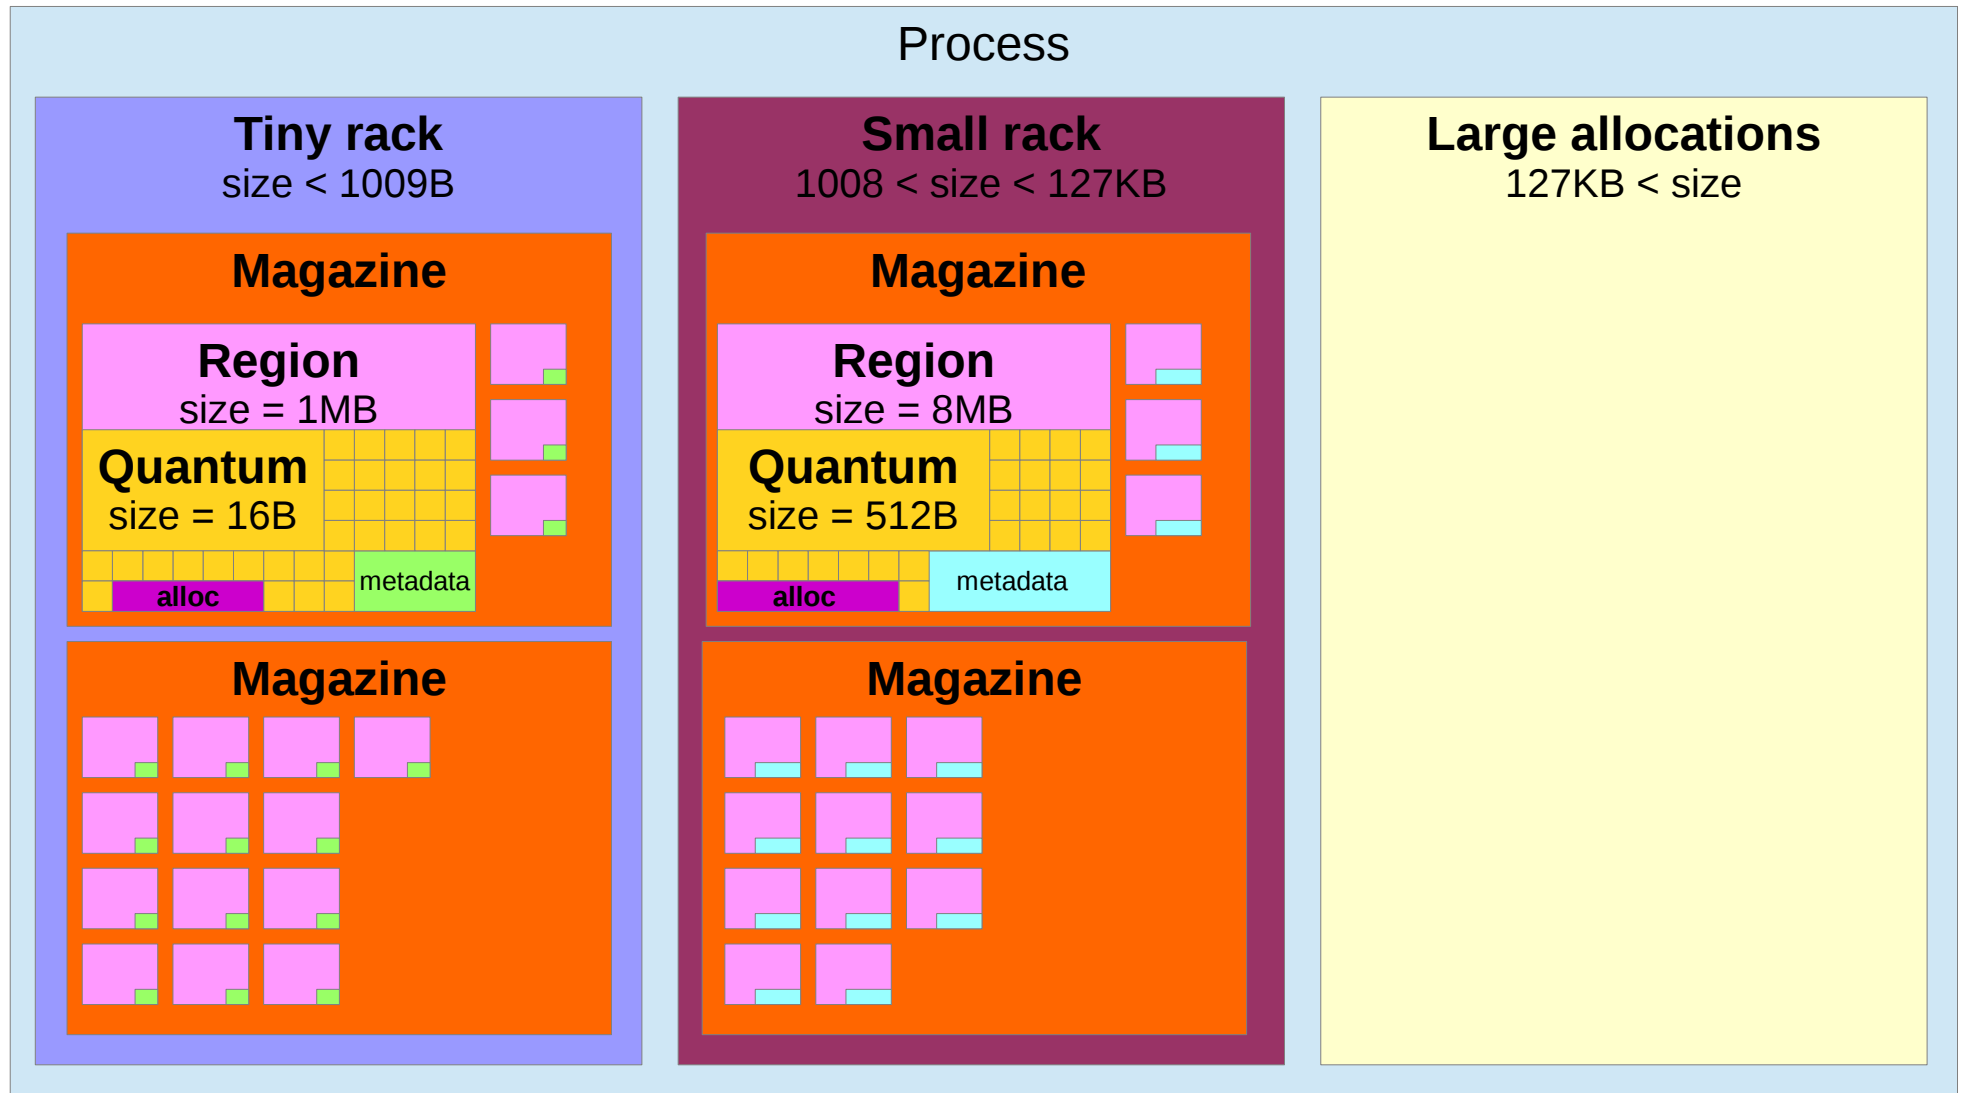 Process
Tiny rack
size < 1009B
Magazine
Region
size = 1MB
Quantum
size = 16B
metadata
alloc
Magazine
Small rack
1008 < size < 127KB
Magazine
Region
size = 8MB
Quantum
size = 512B
metadata
alloc
Magazine
Large allocations
127KB < size